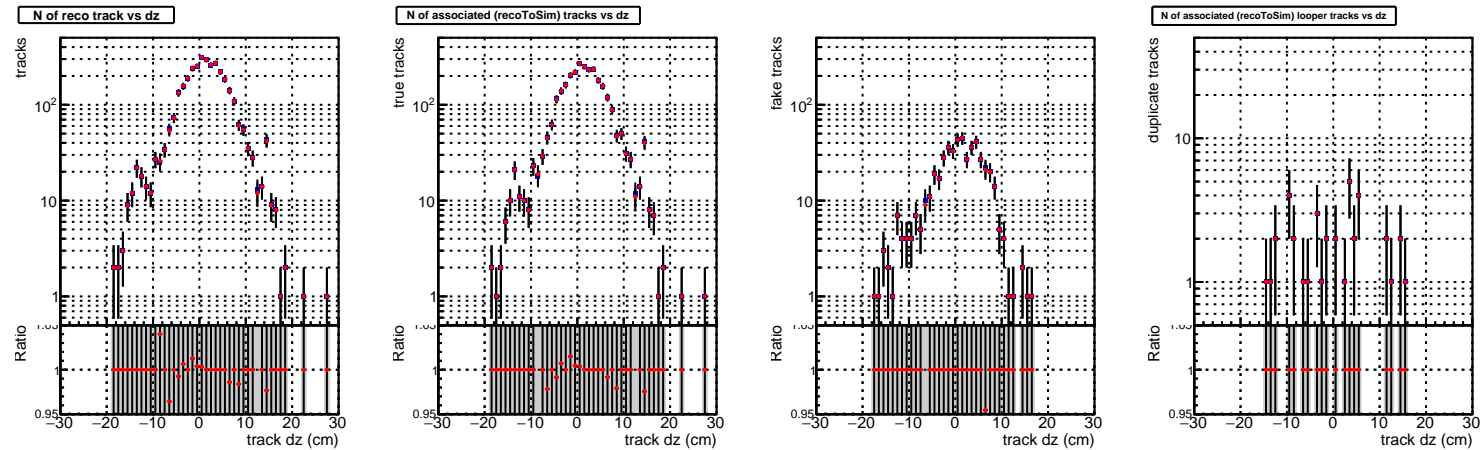 N of reco track vs dz
tracks
10²
10
1
Ratio
1
0.95
−30 −20 −10 0 10 20 30
track dz (cm)
N of associated (recoToSim) tracks vs dz
true tracks
10²
10
1
Ratio
1
0.95
−30 −20 −10 0 10 20 30
track dz (cm)
fake tracks
10²
10
1
Ratio
1
0.95
−30 −20 −10 0 10 20 30
track dz (cm)
N of associated (recoToSim) looper tracks vs dz
duplicate tracks
10
1
Ratio
1
0.95
−30 −20 −10 0 10 20 30
track dz (cm)